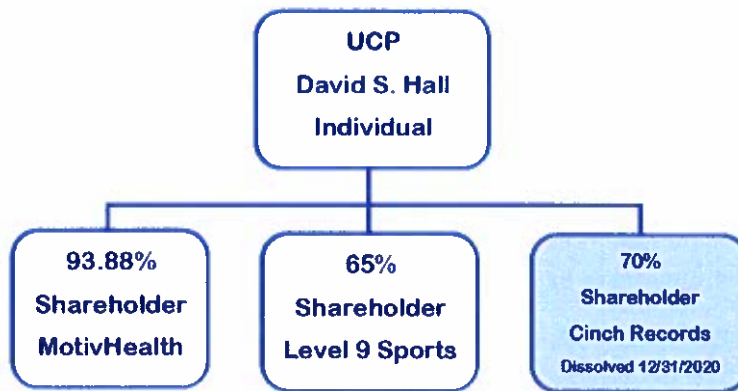 UCP
David S. Hall
Individual
93.88%
Shareholder
MotivHealth
65%
Shareholder
Level 9 Sports
70%
Shareholder
Cinch Records
Dissolved 12/31/2020